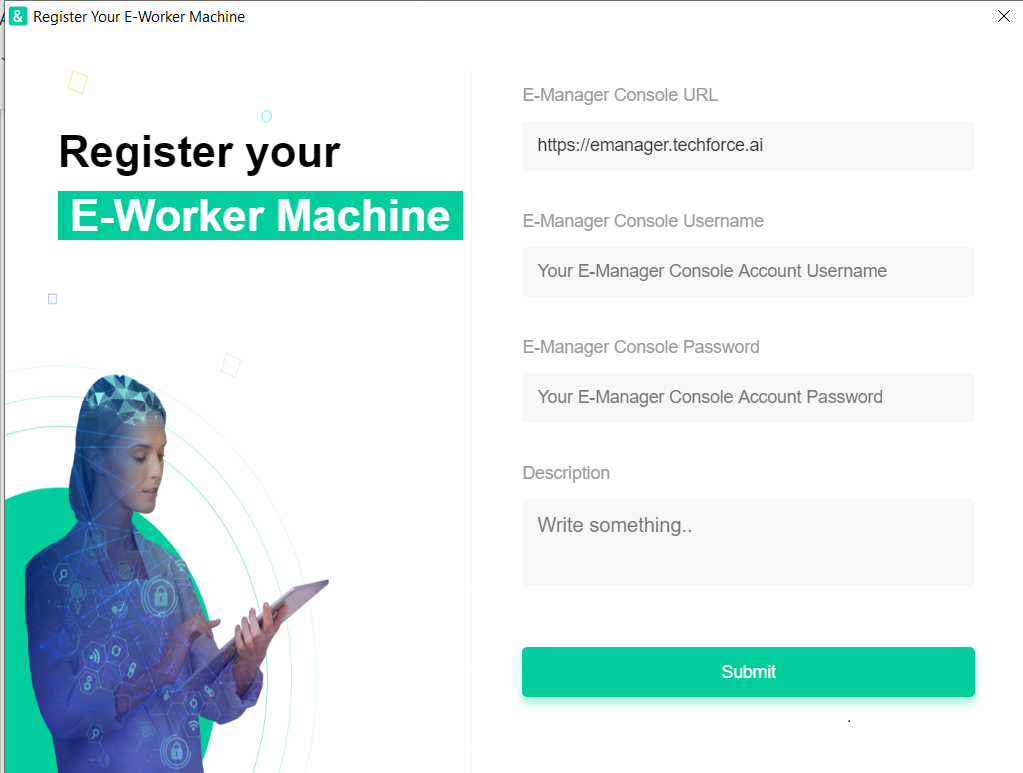 & Register Your E-Worker Machine
Register your
E-Worker Machine
E-Manager Console URL
https://emanager.techforce.ai
E-Manager Console Username
Your E-Manager Console Account Username
E-Manager Console Password
Your E-Manager Console Account Password
Description
Write something..
Submit